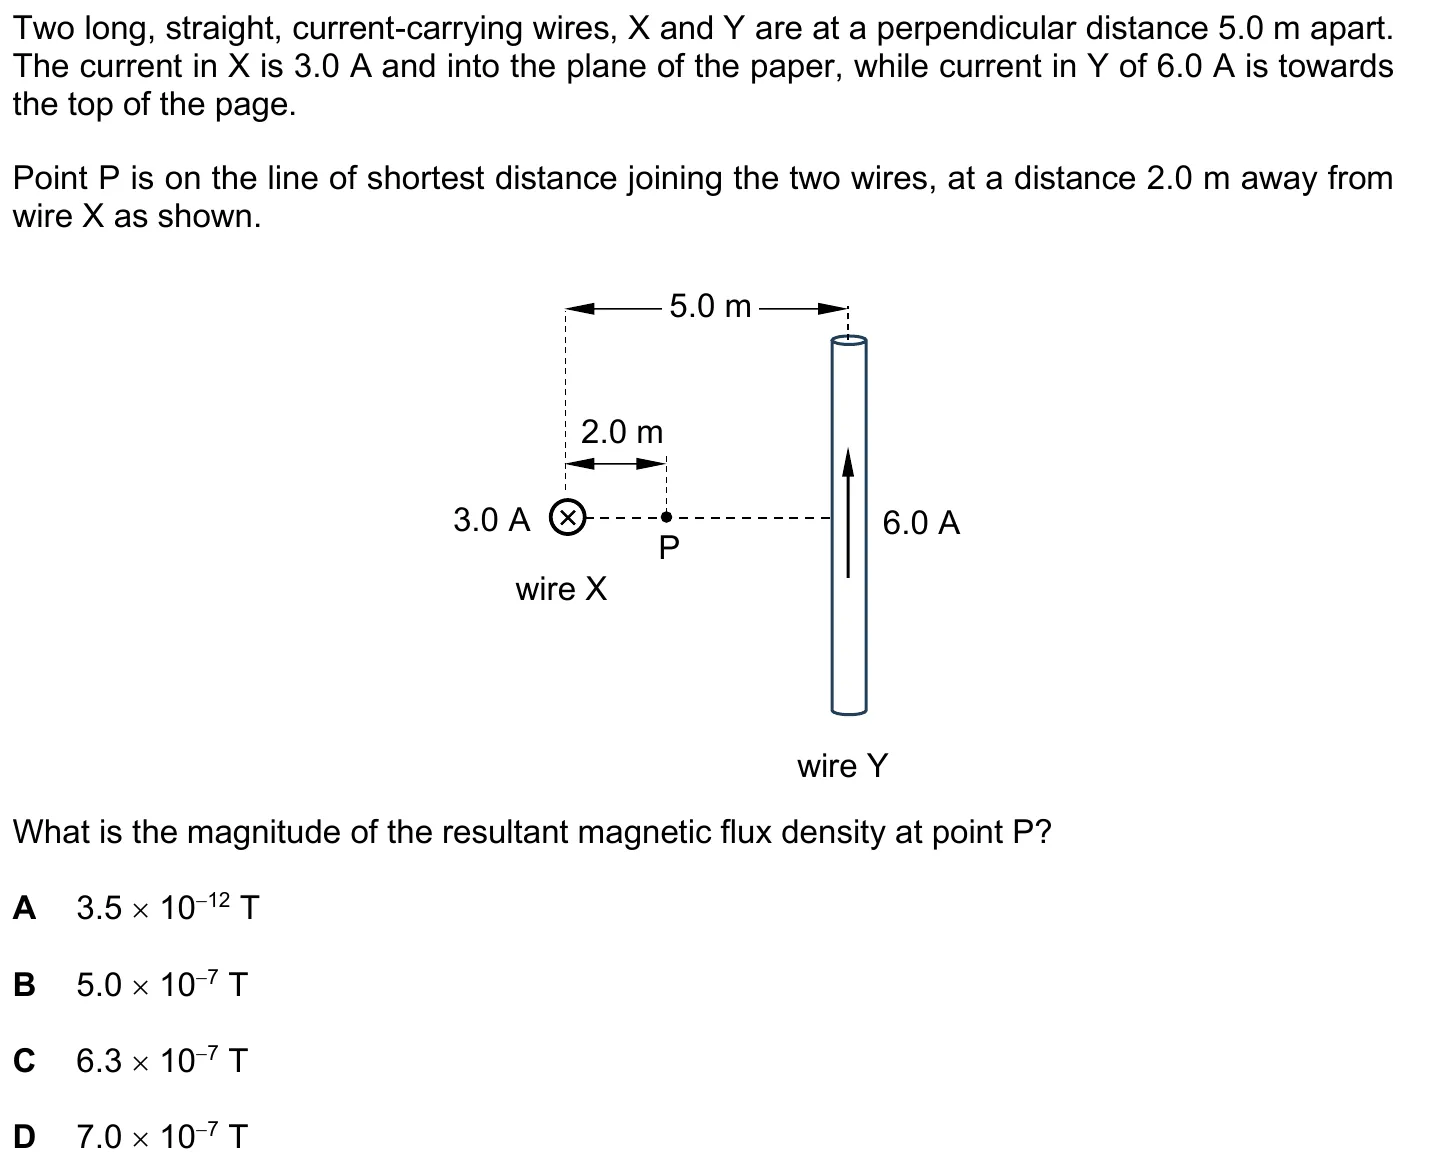 Two long, straight, current-carrying wires, X and Y are at a perpendicular distance 5.0 m apart.
The current in X is 3.0 A and into the plane of the paper, while current in Y of 6.0 A is towards
the top of the page.
Point P is on the line of shortest distance joining the two wires, at a distance 2.0 m away from
wire X as shown.
5.0 m
2.0 m
3.0 A
P
6.0 A
wire X
wire Y
What is the magnitude of the resultant magnetic flux density at point P?
A 3.5 × 10⁻¹² T
B 5.0 × 10⁻⁷ T
C 6.3 × 10⁻⁷ T
D 7.0 × 10⁻⁷ T